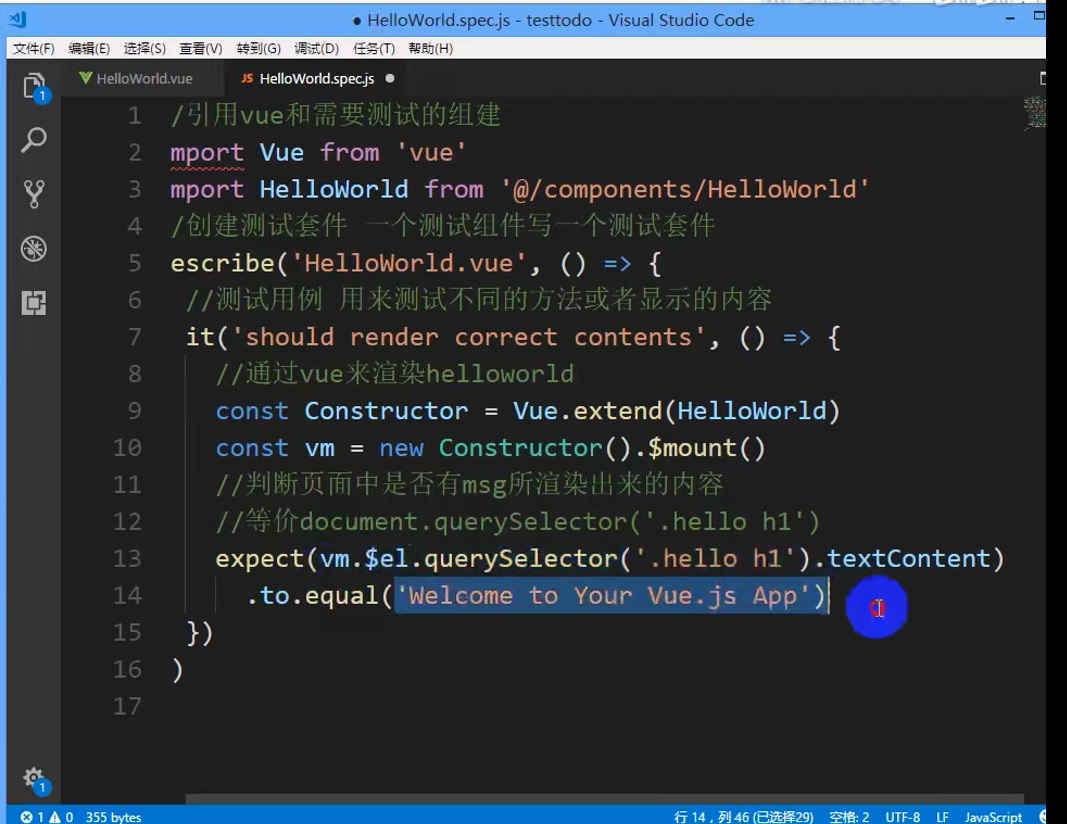 ● HelloWorld.spec.js - testtodo - Visual Studio Code
文件(F) 编辑(E) 选择(S) 查看(V) 转到(G) 调试(D) 任务(T) 帮助(H)
HelloWorld.vue JS HelloWorld.spec.js ●
1 /引用vue和需要测试的组建
2 mport Vue from 'vue'
3 mport HelloWorld from '@/components/HelloWorld'
4 /创建测试套件 一个测试组件写一个测试套件
5 escribe('HelloWorld.vue', () => {
6 //测试用例 用来测试不同的方法或者显示的内容
7 it('should render correct contents', () => {
8 //通过vue来渲染helloworld
9 const Constructor = Vue.extend(HelloWorld)
10 const vm = new Constructor().$mount()
11 //判断页面中是否有msg所渲染出来的内容
12 //等价document.querySelector('.hello h1')
13 expect(vm.$el.querySelector('.hello h1').textContent)
14 .to.equal('Welcome to Your Vue.js App')
15 })
16 )
17
1
1
1 0 355 bytes 行 14，列 46 (已选择29) 空格: 2 UTF-8 LF JavaScript